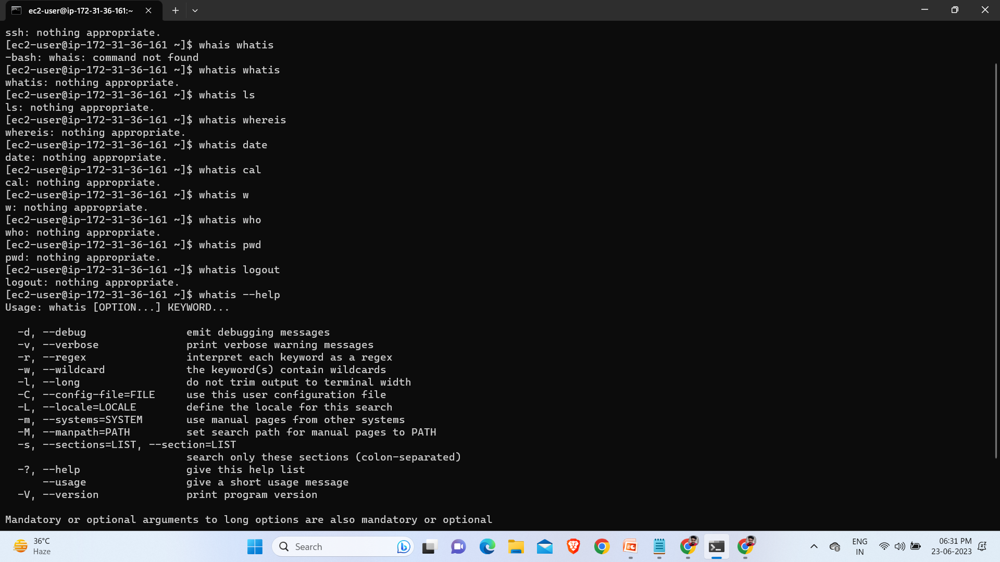 ec2-user@ip-172-31-36-161:~
ssh: nothing appropriate.
[ec2-user@ip-172-31-36-161 ~]$ whais whatis
-bash: whais: command not found
[ec2-user@ip-172-31-36-161 ~]$ whatis whatis
whatis: nothing appropriate.
[ec2-user@ip-172-31-36-161 ~]$ whatis ls
ls: nothing appropriate.
[ec2-user@ip-172-31-36-161 ~]$ whatis whereis
whereis: nothing appropriate.
[ec2-user@ip-172-31-36-161 ~]$ whatis date
date: nothing appropriate.
[ec2-user@ip-172-31-36-161 ~]$ whatis cal
cal: nothing appropriate.
[ec2-user@ip-172-31-36-161 ~]$ whatis w
w: nothing appropriate.
[ec2-user@ip-172-31-36-161 ~]$ whatis who
who: nothing appropriate.
[ec2-user@ip-172-31-36-161 ~]$ whatis pwd
pwd: nothing appropriate.
[ec2-user@ip-172-31-36-161 ~]$ whatis logout
logout: nothing appropriate.
[ec2-user@ip-172-31-36-161 ~]$ whatis --help
Usage: whatis [OPTION...] KEYWORD...
-d, --debug                emit debugging messages
-v, --verbose              print verbose warning messages
-r, --regex                interpret each keyword as a regex
-w, --wildcard             the keyword(s) contain wildcards
-l, --long                 do not trim output to terminal width
-C, --config-file=FILE     use this user configuration file
-L, --locale=LOCALE        define the locale for this search
-m, --systems=SYSTEM       use manual pages from other systems
-M, --manpath=PATH         set search path for manual pages to PATH
-s, --sections=LIST, --section=LIST
search only these sections (colon-separated)
-?, --help                 give this help list
--usage                give a short usage message
-V, --version              print program version
Mandatory or optional arguments to long options are also mandatory or optional
36°C
Haze
Search
ENG
IN
06:31 PM
23-06-2023